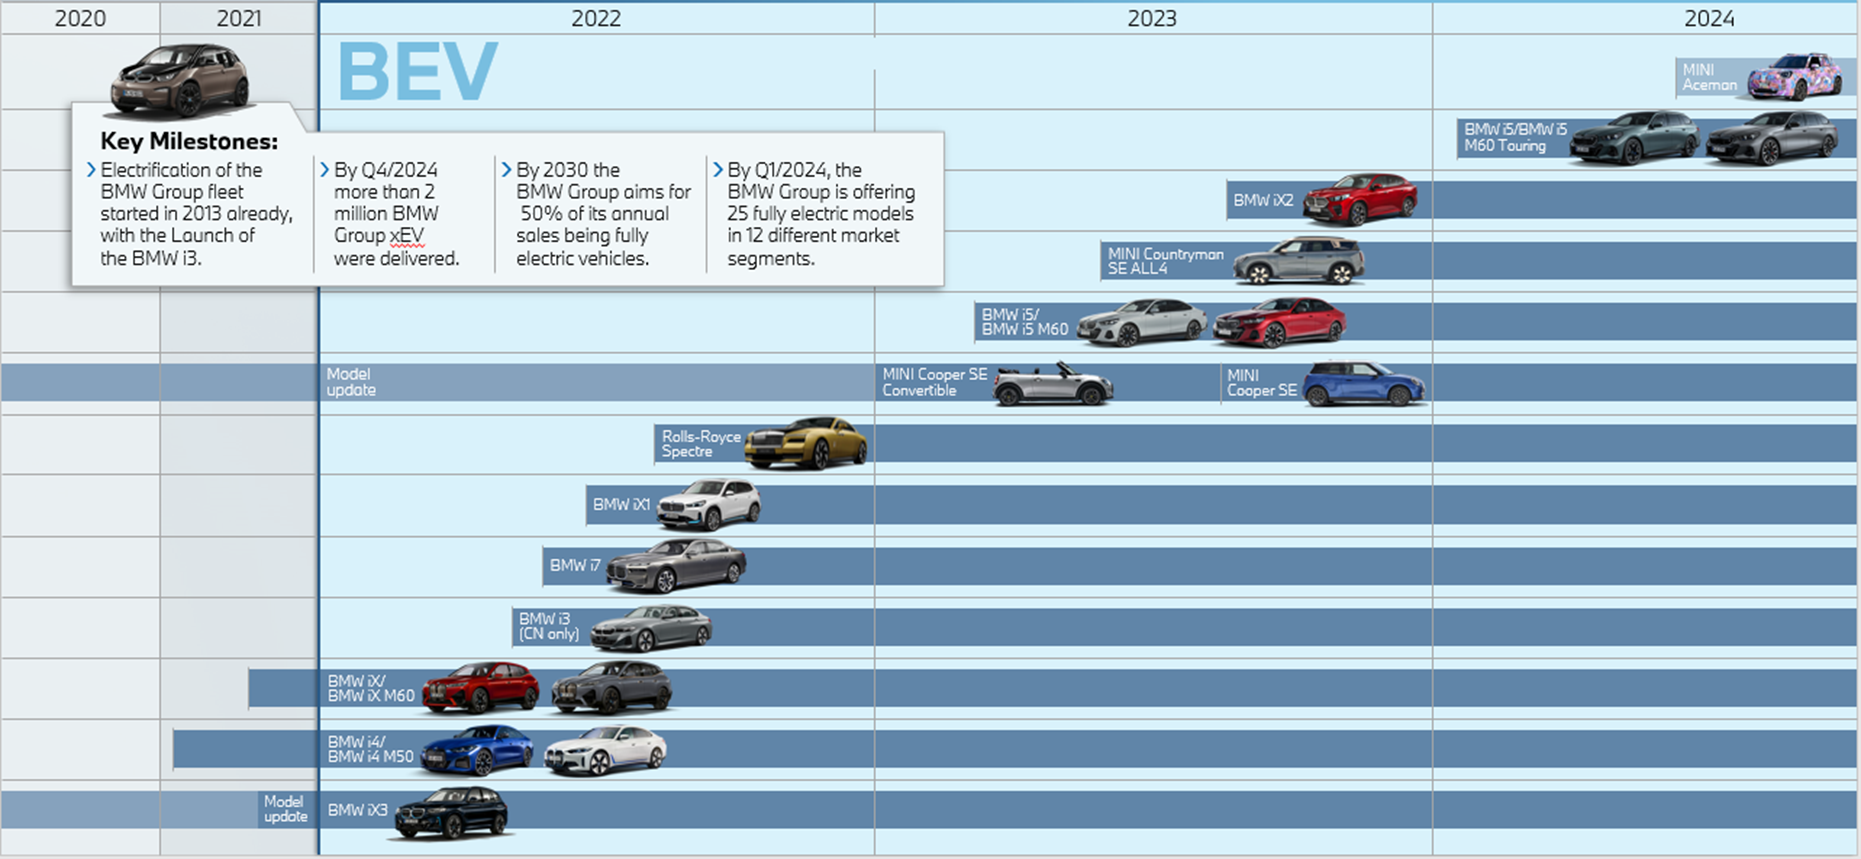 2020
2021
2022
2023
2024
BEV
MINI
Aceman
Key Milestones:
Electrification of the
BMW Group fleet
started in 2013 already,
with the Launch of
the BMW i3.
By Q4/2024
more than 2
million BMW
Group xEV
were delivered.
By 2030 the
BMW Group aims for
50% of its annual
sales being fully
electric vehicles.
By Q1/2024, the
BMW Group is offering
25 fully electric models
in 12 different market
segments.
BMW i5/BMW i5
M60 Touring
BMW iX2
MINI Countryman
SE ALL4
BMW i5/
BMW i5 M60
Model
update
MINI Cooper SE
Convertible
MINI
Cooper SE
Rolls-Royce
Spectre
BMW iX1
BMW i7
BMW i3
(CN only)
BMW iX/
BMW iX M60
BMW i4/
BMW i4 M50
Model
update
BMW iX3